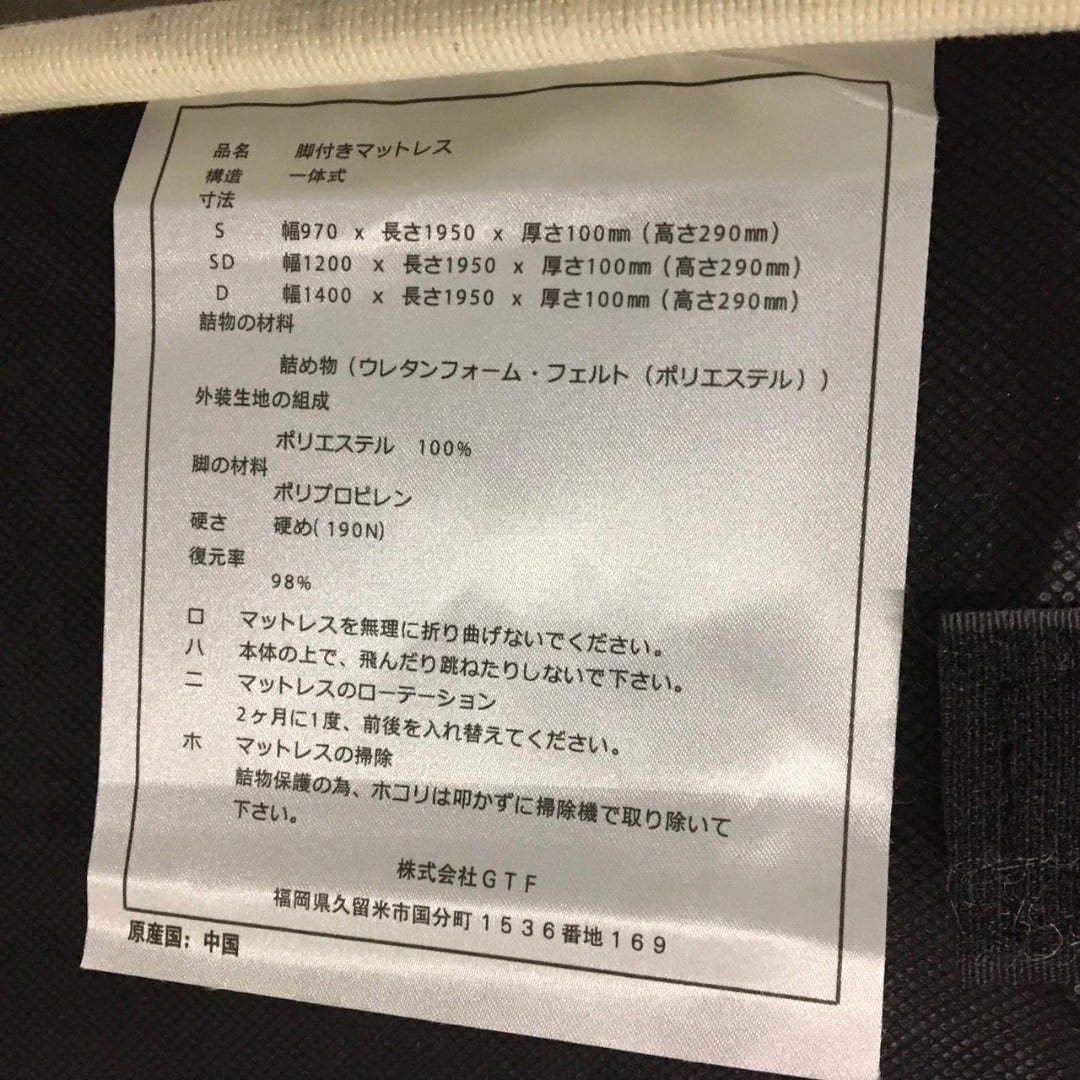 品名 脚付きマットレス
構造 一体式
寸法
S 幅970 x 長さ1950 x 厚さ100㎜（高さ290㎜）
SD 幅1200 x 長さ1950 x 厚さ100㎜（高さ290㎜）
D 幅1400 x 長さ1950 x 厚さ100㎜（高さ290㎜）
詰物の材料
詰め物（ウレタンフォーム・フェルト（ポリエステル））
外装生地の組成
ポリエステル 100%
脚の材料
ポリプロピレン
硬さ 硬め(190N)
復元率
98%
ロ マットレスを無理に折り曲げないでください。
ハ 本体の上で、飛んだり跳ねたりしないで下さい。
ニ マットレスのローテーション
2ヶ月に1度、前後を入れ替えてください。
ホ マットレスの掃除
詰物保護の為、ホコリは叩かずに掃除機で取り除いて
下さい。
株式会社GTF
福岡県久留米市国分町1536番地169
原産国：中国